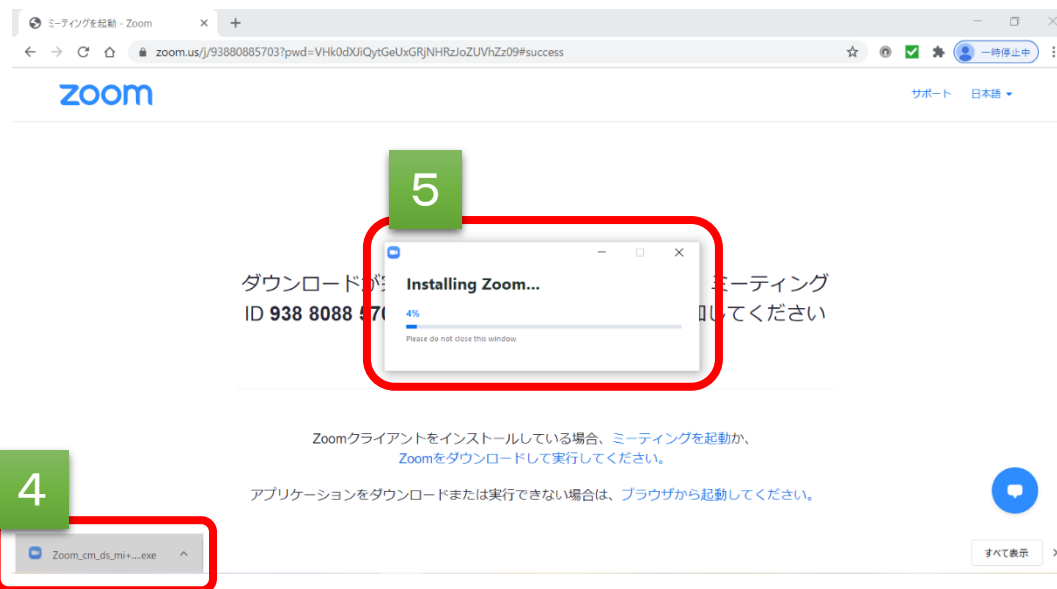 ミーティングを起動 - Zoom
zoom.us/j/93880885703?pwd=VHk0dXJiQytGeUxGRjNHRzJoZUVhZz09#success
一時停止中
zoom
サポート 日本語
5
Installing Zoom...
4%
Please do not close this window
ダウンロードが ミーティング
ID 938 8088 570 してください
Zoomクライアントをインストールしている場合、ミーティングを起動か、
Zoomをダウンロードして実行してください。
アプリケーションをダウンロードまたは実行できない場合は、ブラウザから起動してください。
4
Zoom_cm_ds_mi+....exe
すべて表示